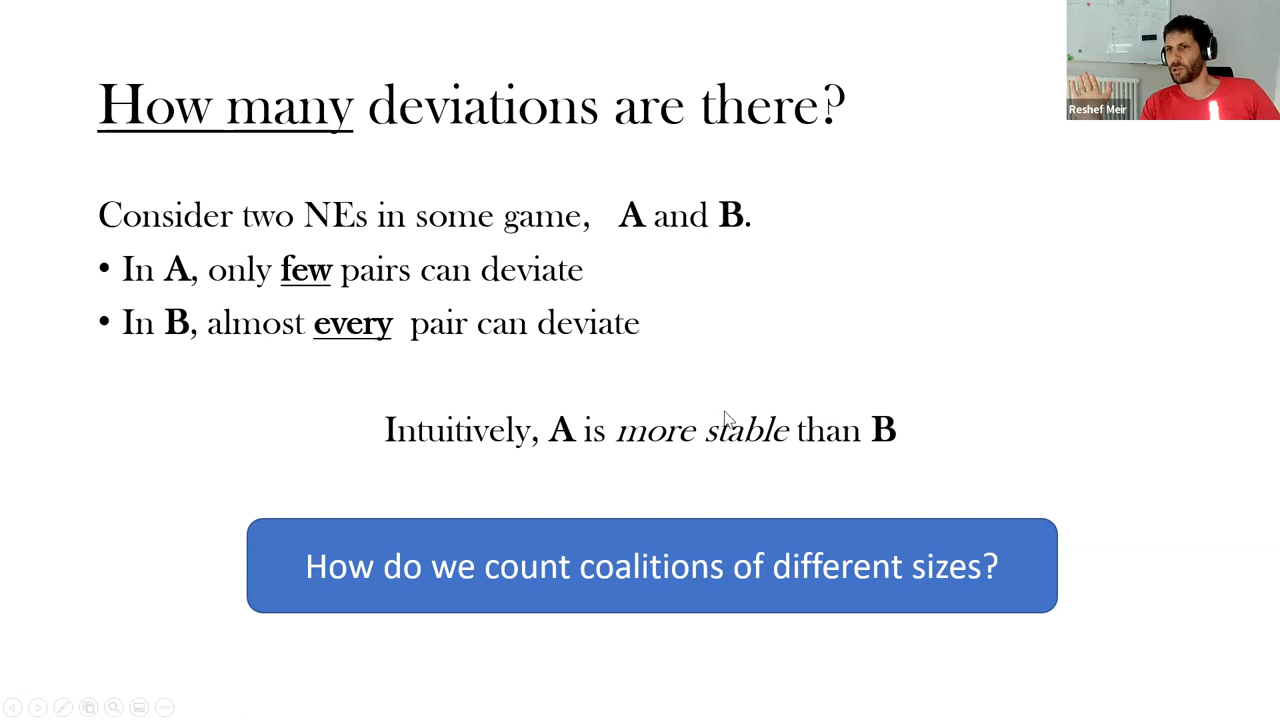 How many deviations are there?
Reshef Meir
Consider two NEs in some game, A and B.
• In A, only few pairs can deviate
• In B, almost every pair can deviate
Intuitively, A is more stable than B
How do we count coalitions of different sizes?